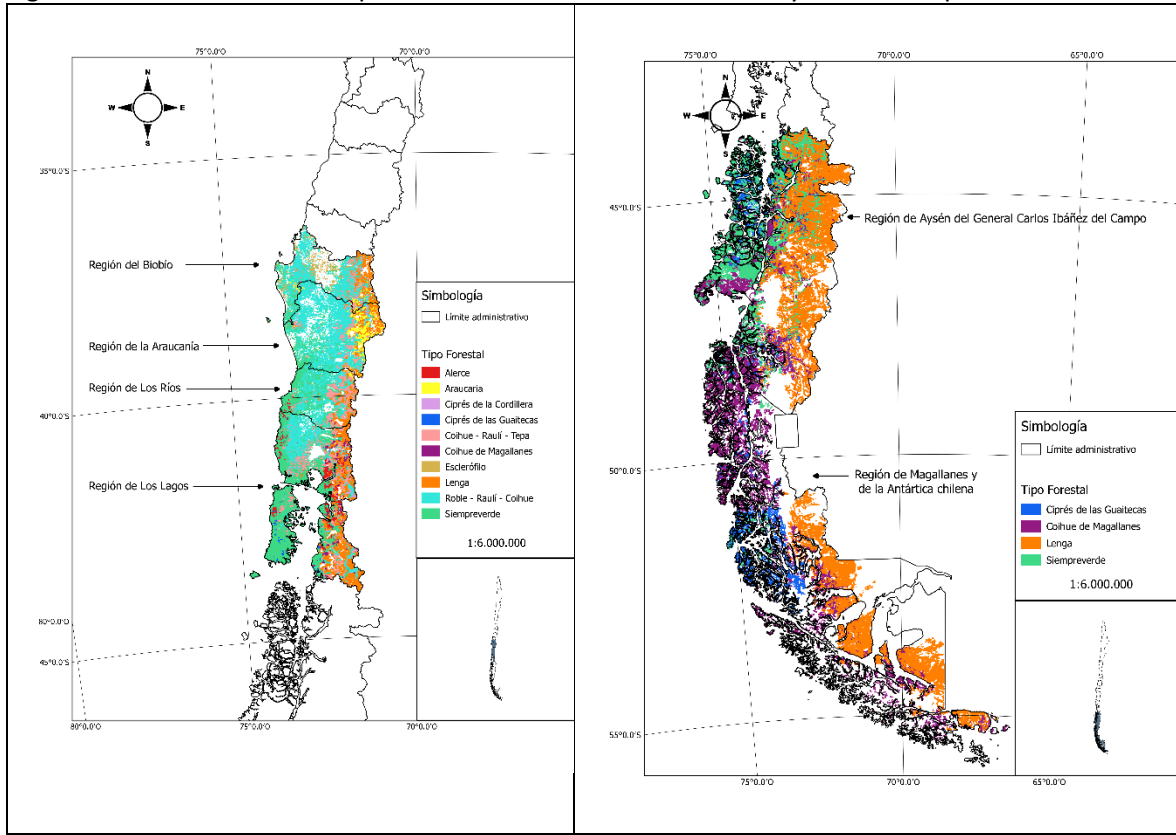 75°0.0'O
70°0.0'O
N
W
E
S
35°0.0'S
Región del Biobío
Región de la Araucanía
Región de Los Ríos
40°0.0'S
Región de Los Lagos
80°0.0'O
45°0.0'S
80°0.0'O
75°0.0'O
70°0.0'O
Simbología
Límite administrativo
Tipo Forestal
Alerce
Araucaria
Ciprés de la Cordillera
Ciprés de las Guaitecas
Coihue - Raulí - Tepa
Coihue de Magallanes
Esclerófilo
Lenga
Roble - Raulí - Coihue
Siempreverde
1:6.000.000
75°0.0'O
70°0.0'O
65°0.0'O
N
W
E
S
45°0.0'S
Región de Aysén del General Carlos Ibáñez del Campo
50°0.0'S
Región de Magallanes y
de la Antártica chilena
55°0.0'S
75°0.0'O
70°0.0'O
65°0.0'O
Simbología
Límite administrativo
Tipo Forestal
Ciprés de las Guaitecas
Coihue de Magallanes
Lenga
Siempreverde
1:6.000.000